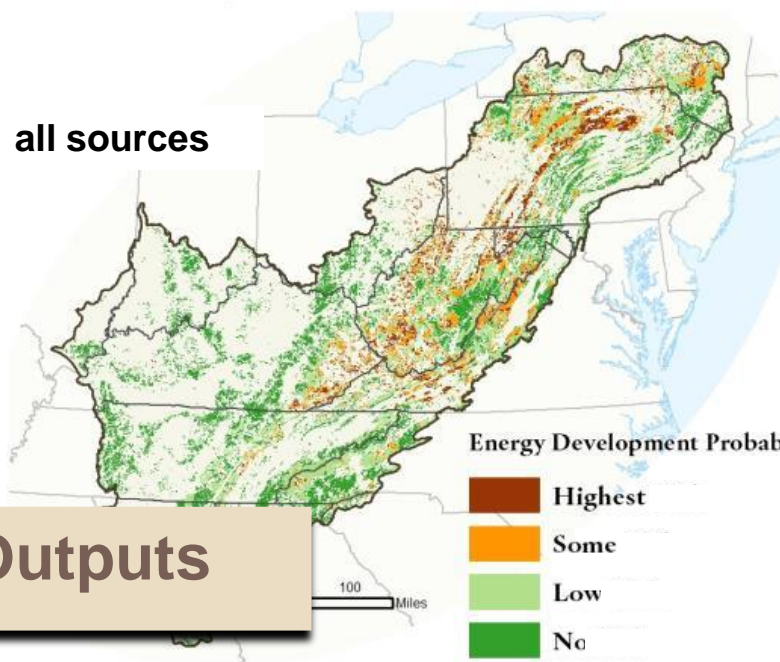 all sources
Energy Development Probab
Highest
Some
Low
No
Outputs
100
Miles